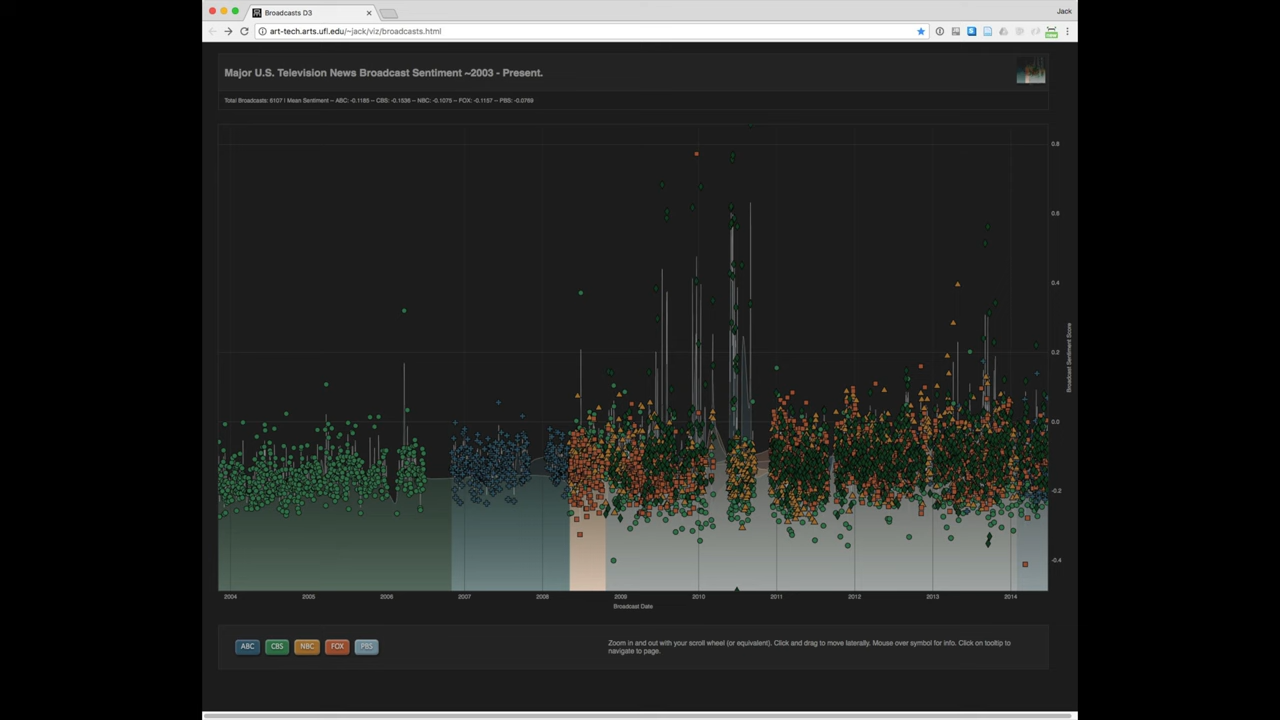 Broadcasts D3
Jack
art-tech.arts.ufl.edu/~jack/viz/broadcasts.html
Major U.S. Television News Broadcast Sentiment ~2003 - Present.
Total Broadcasts: 6107 | Mean Sentiment -- ABC: -0.1185 -- CBS: -0.1536 -- NBC: -0.1075 -- FOX: -0.1157 -- PBS: -0.0769
0.8
0.6
0.4
0.2
0.0
-0.2
-0.4
Broadcast Sentiment Score
2004 2005 2006 2007 2008 2009 2010 2011 2012 2013 2014
Broadcast Date
ABC CBS NBC FOX PBS
Zoom in and out with your scroll wheel (or equivalent). Click and drag to move laterally. Mouse over symbol for info. Click on tooltip to
navigate to page.